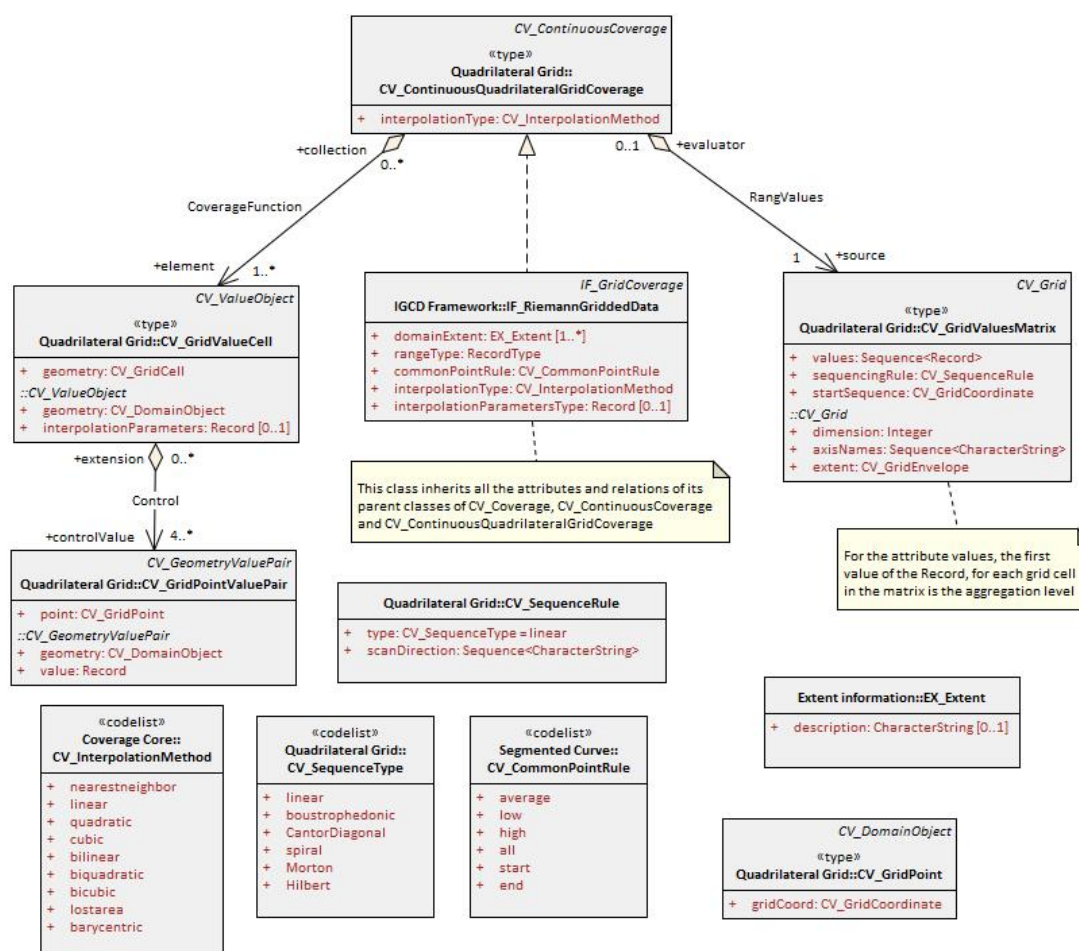 CV_ContinuousCoverage
«type»
Quadrilateral Grid::
CV_ContinuousQuadrilateralGridCoverage
+ interpolationType: CV_InterpolationMethod
+collection
0..*
0..1
+evaluator
CoverageFunction
RangValues
+element
1..*
1
+source
CV_ValueObject
«type»
Quadrilateral Grid::CV_GridValueCell
+ geometry: CV_GridCell
::CV_ValueObject
+ geometry: CV_DomainObject
+ interpolationParameters: Record [0..1]
IF_GridCoverage
IGCD Framework::IF_RiemannGriddedData
+ domainExtent: EX_Extent [1..*]
+ rangeType: RecordType
+ commonPointRule: CV_CommonPointRule
+ interpolationType: CV_InterpolationMethod
+ interpolationParametersType: Record [0..1]
CV_Grid
«type»
Quadrilateral Grid::CV_GridValuesMatrix
+ values: Sequence<Record>
+ sequencingRule: CV_SequenceRule
+ startSequence: CV_GridCoordinate
::CV_Grid
+ dimension: Integer
+ axisNames: Sequence<CharacterString>
+ extent: CV_GridEnvelope
+extension
0..*
Control
+controlValue
4..*
This class inherits all the attributes and relations of its
parent classes of CV_Coverage, CV_ContinuousCoverage
and CV_ContinuousQuadrilateralGridCoverage
For the attribute values, the first
value of the Record, for each grid cell
in the matrix is the aggregation level
CV_GeometryValuePair
Quadrilateral Grid::CV_GridPointValuePair
+ point: CV_GridPoint
::CV_GeometryValuePair
+ geometry: CV_DomainObject
+ value: Record
Quadrilateral Grid::CV_SequenceRule
+ type: CV_SequenceType = linear
+ scanDirection: Sequence<CharacterString>
Extent information::EX_Extent
+ description: CharacterString [0..1]
«codelist»
Coverage Core::
CV_InterpolationMethod
+ nearestneighbor
+ linear
+ quadratic
+ cubic
+ bilinear
+ biquadratic
+ bicubic
+ lostarea
+ barycentric
«codelist»
Quadrilateral Grid::
CV_SequenceType
+ linear
+ boustrophedonic
+ CantorDiagonal
+ spiral
+ Morton
+ Hilbert
«codelist»
Segmented Curve::
CV_CommonPointRule
+ average
+ low
+ high
+ all
+ start
+ end
CV_DomainObject
«type»
Quadrilateral Grid::CV_GridPoint
+ gridCoord: CV_GridCoordinate